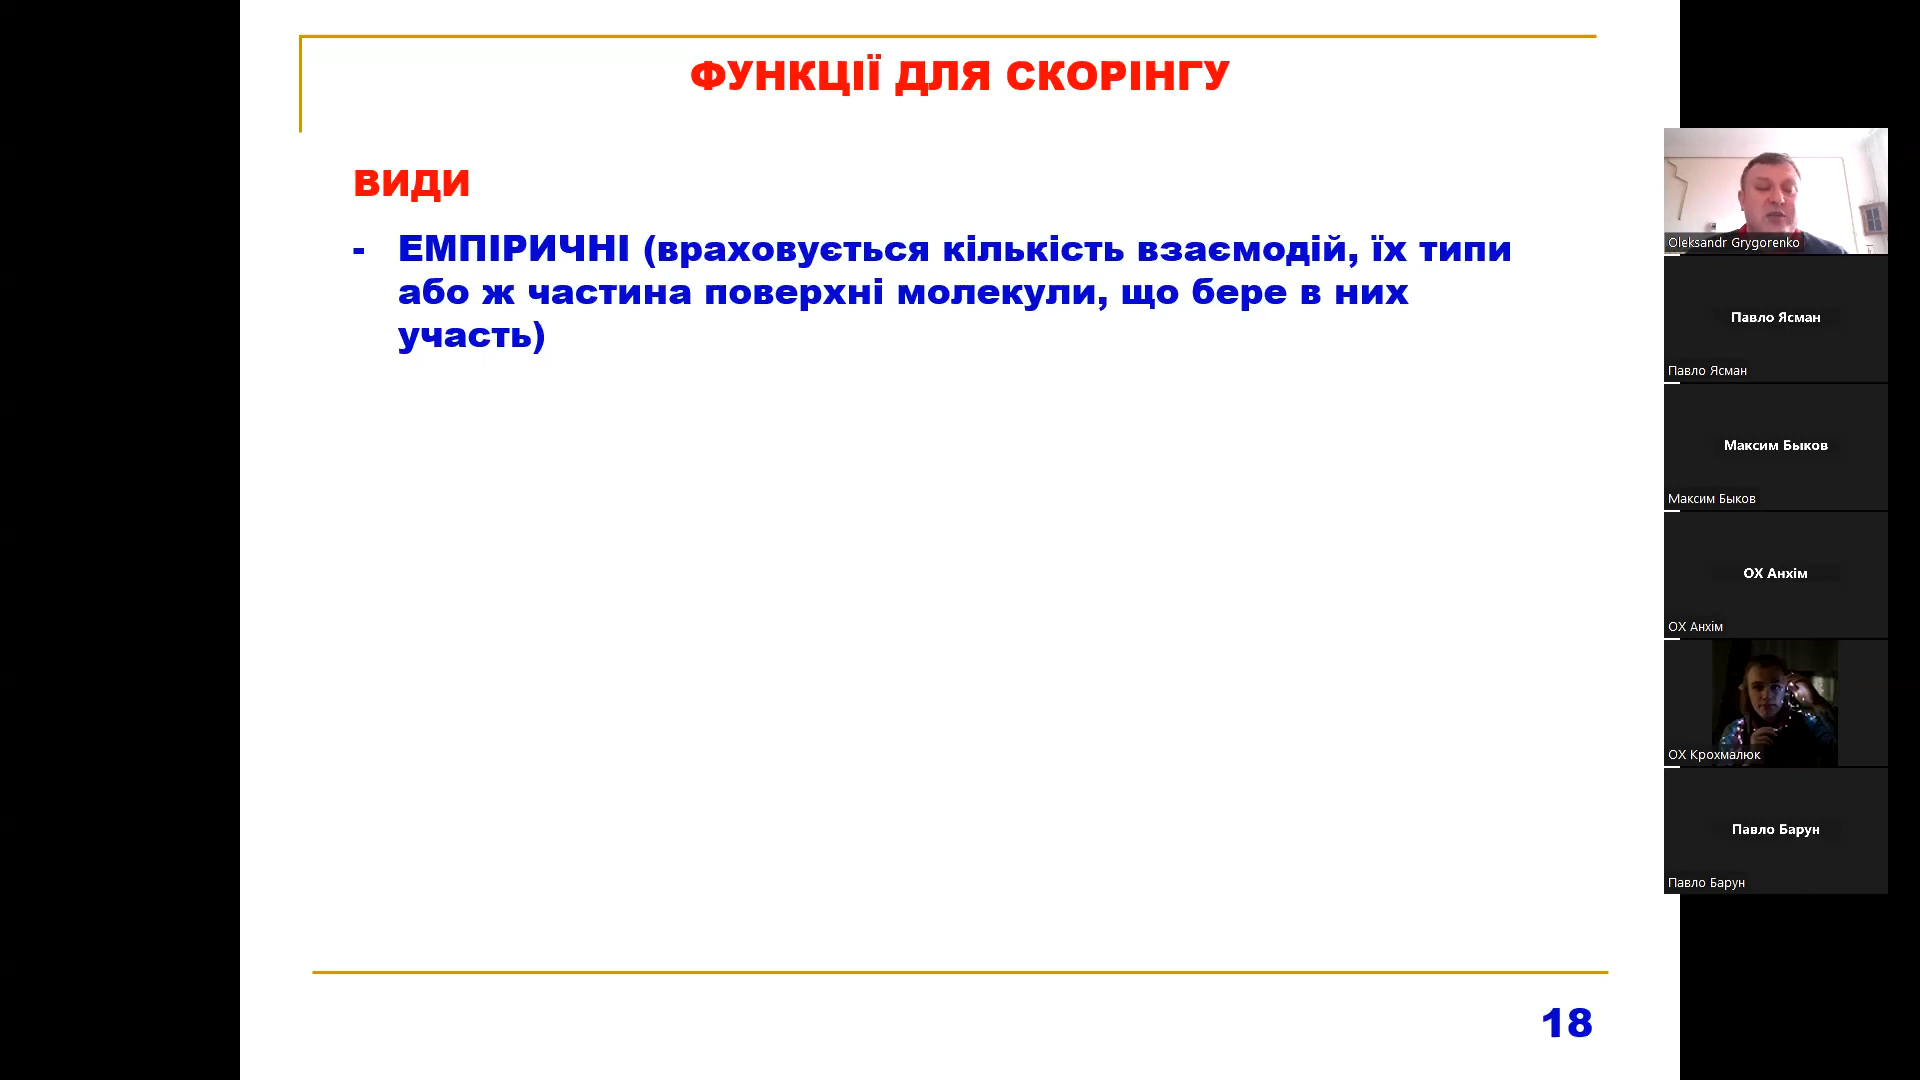 ФУНКЦІЇ ДЛЯ СКОРІНГУ
ВИДИ
- ЕМПІРИЧНІ (враховується кількість взаємодій, їх типи
або ж частина поверхні молекули, що бере в них
участь)
18
Oleksandr Grygorenko
Павло Ясман
Павло Ясман
Максим Быков
Максим Быков
ОХ Анхім
ОХ Анхім
ОХ Крохмалюк
Павло Барун
Павло Барун